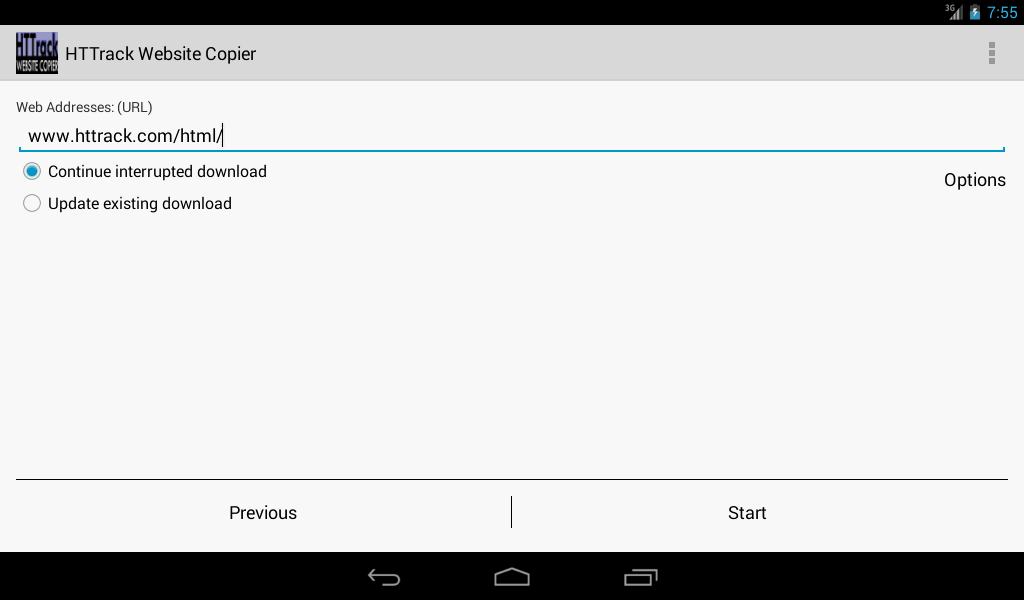 3G 7:55
HTTrack
WEBSITE COPIER
HTTrack Website Copier
Web Addresses: (URL)
www.httrack.com/html/
Continue interrupted download
Options
Update existing download
Previous
Start